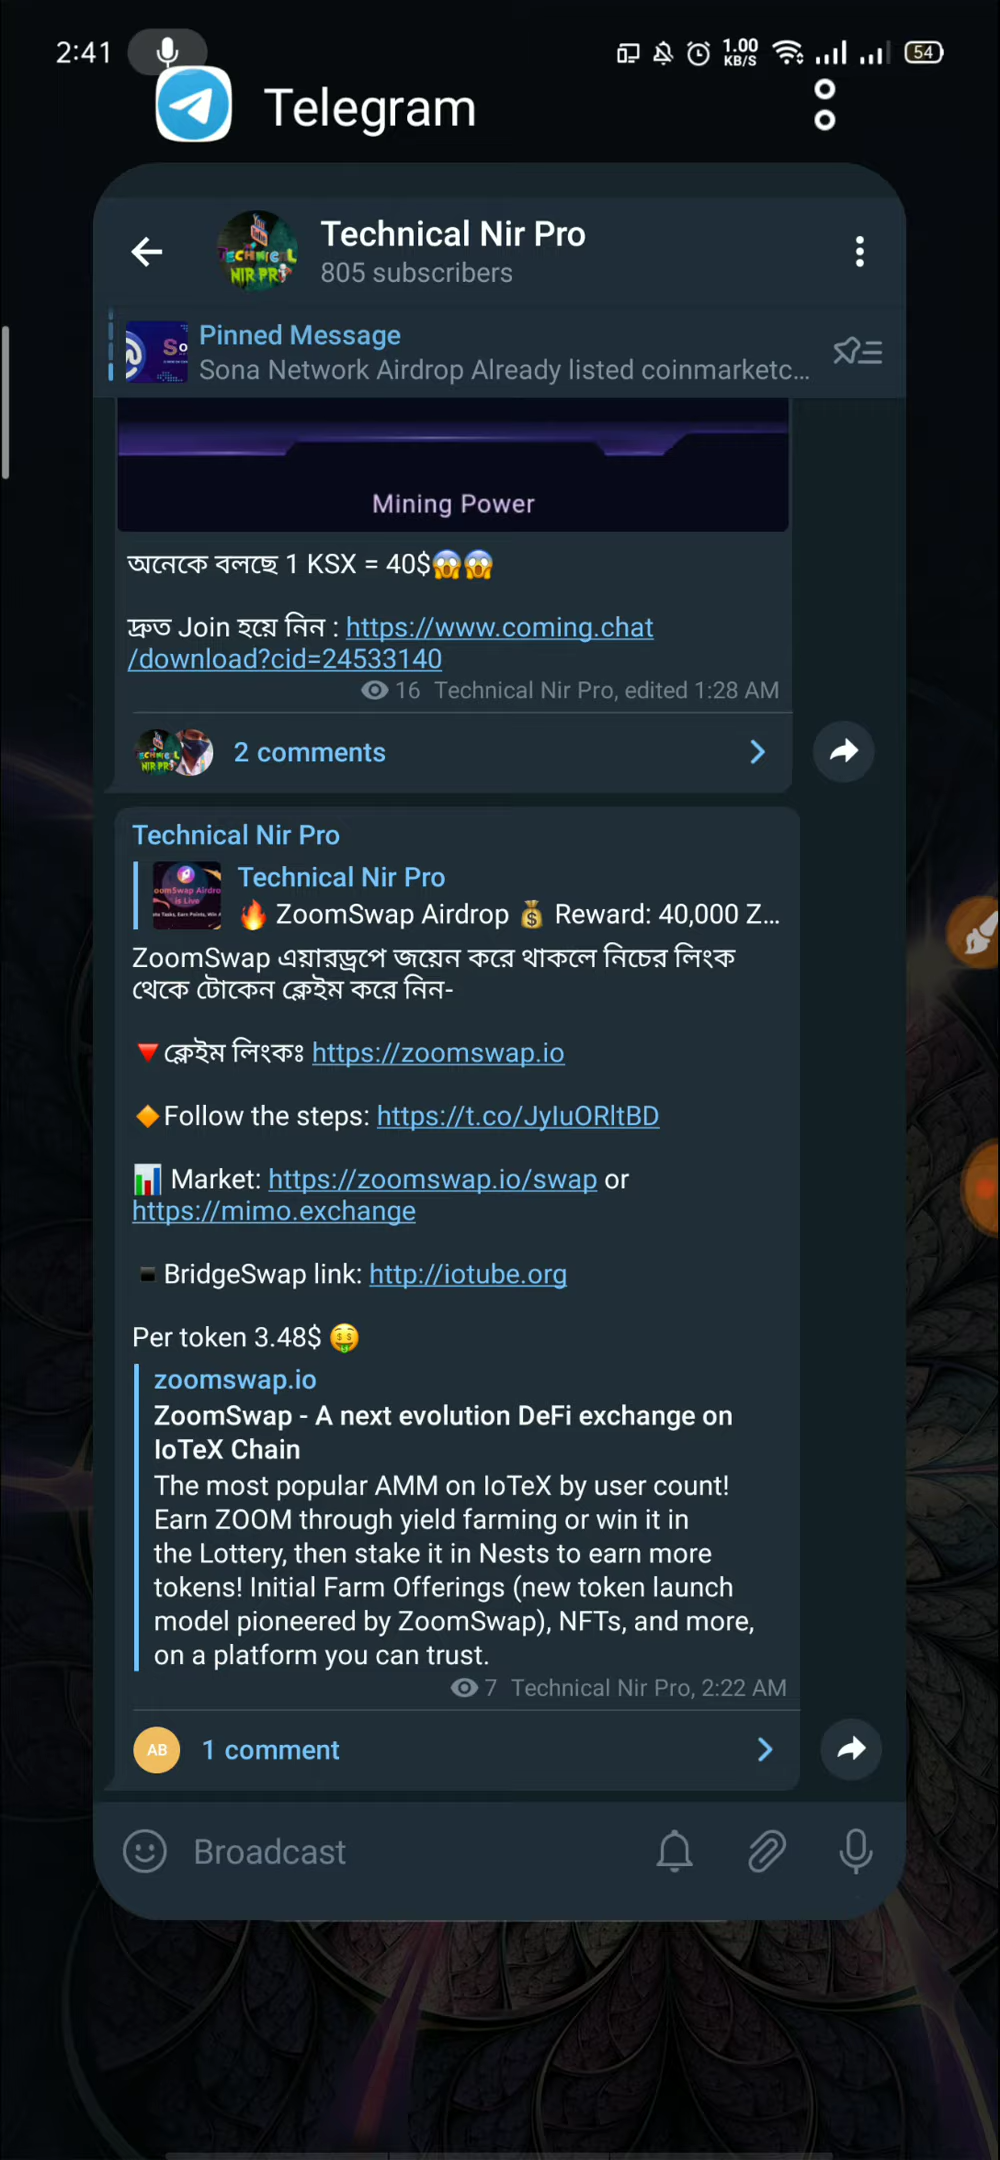 2:41
1.00
KB/S
54
Telegram
Technical Nir Pro
805 subscribers
Pinned Message
Sona Network Airdrop Already listed coinmarketc...
So
Mining Power
অনেকে বলছে 1 KSX = 40$😱😱
দ্রুত Join হয়ে নিন : https://www.coming.chat
/download?cid=24533140
16 Technical Nir Pro, edited 1:28 AM
2 comments
Technical Nir Pro
Technical Nir Pro
🔥 ZoomSwap Airdrop 💰 Reward: 40,000 Z...
ZoomSwap এয়ারড্রপে জয়েন করে থাকলে নিচের লিংক
থেকে টোকেন ক্লেইম করে নিন-
🔻ক্লেইম লিংকঃ https://zoomswap.io
🔶Follow the steps: https://t.co/JyIuORltBD
📊 Market: https://zoomswap.io/swap or
https://mimo.exchange
▪️BridgeSwap link: http://iotube.org
Per token 3.48$ 🤑
zoomswap.io
ZoomSwap - A next evolution DeFi exchange on
IoTeX Chain
The most popular AMM on IoTeX by user count!
Earn ZOOM through yield farming or win it in
the Lottery, then stake it in Nests to earn more
tokens! Initial Farm Offerings (new token launch
model pioneered by ZoomSwap), NFTs, and more,
on a platform you can trust.
7 Technical Nir Pro, 2:22 AM
AB
1 comment
Broadcast